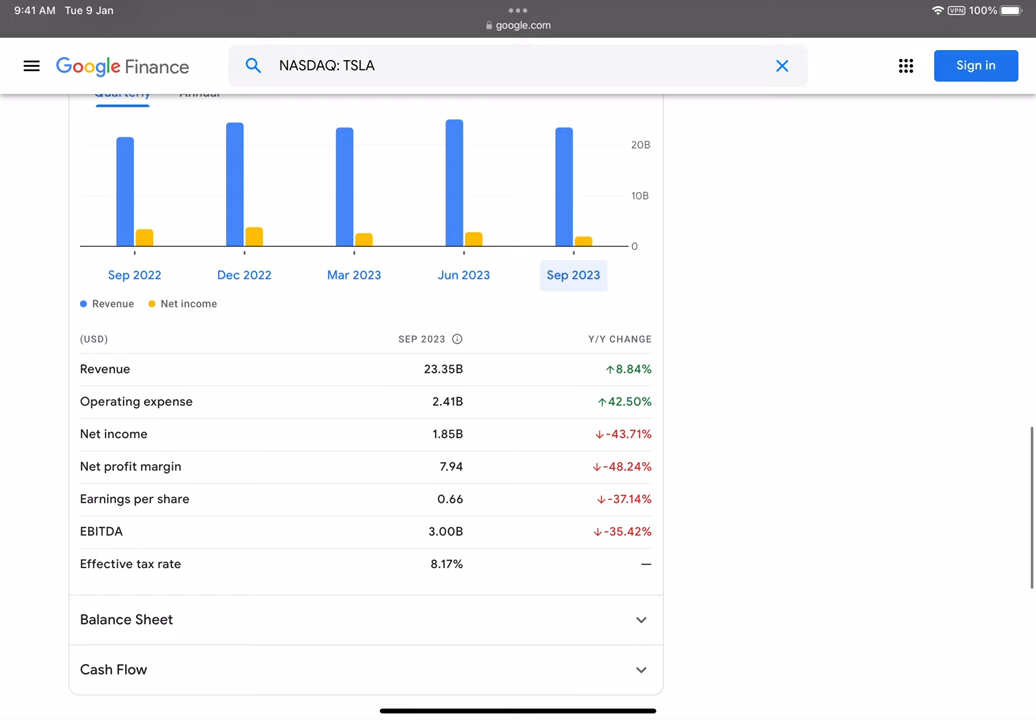 9:41 AM Tue 9 Jan
VPN 100%
google.com
Google Finance
NASDAQ: TSLA
Sign in
Quarterly Annual
20B
10B
0
Sep 2022 Dec 2022 Mar 2023 Jun 2023 Sep 2023
Revenue Net income
(USD) SEP 2023 Y/Y CHANGE
Revenue 23.35B ↑8.84%
Operating expense 2.41B ↑42.50%
Net income 1.85B ↓-43.71%
Net profit margin 7.94 ↓-48.24%
Earnings per share 0.66 ↓-37.14%
EBITDA 3.00B ↓-35.42%
Effective tax rate 8.17% —
Balance Sheet
Cash Flow